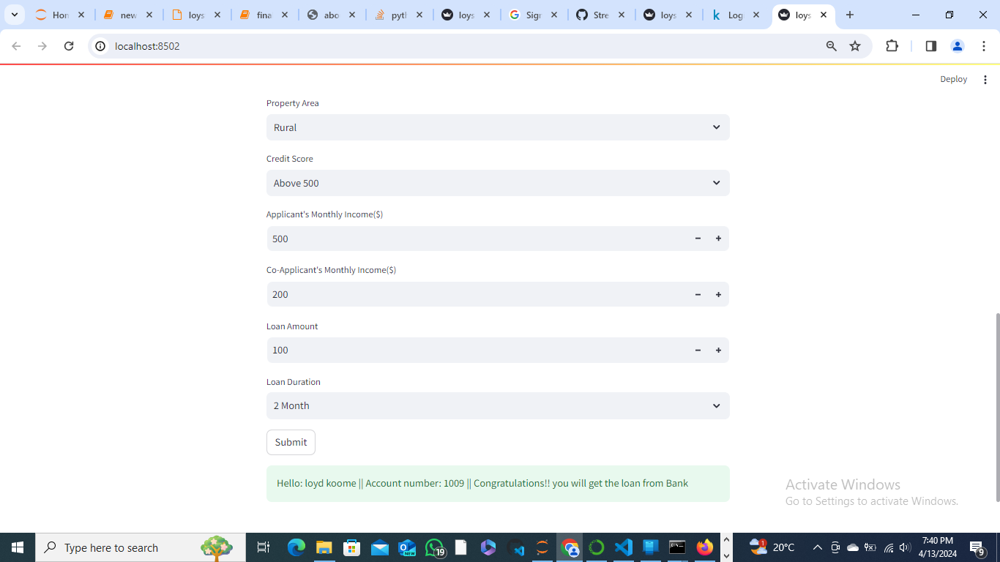 Hon
new
loys
fina
abo
pyth
loys
Sign
Stre
loys
Log
loys
localhost:8502
Deploy
Property Area
Rural
Credit Score
Above 500
Applicant's Monthly Income($)
500
Co-Applicant's Monthly Income($)
200
Loan Amount
100
Loan Duration
2 Month
Submit
Hello: loyd koome || Account number: 1009 || Congratulations!! you will get the loan from Bank
Activate Windows
Go to Settings to activate Windows.
Type here to search
NEW
19
1
20°C
7:40 PM
4/13/2024
9